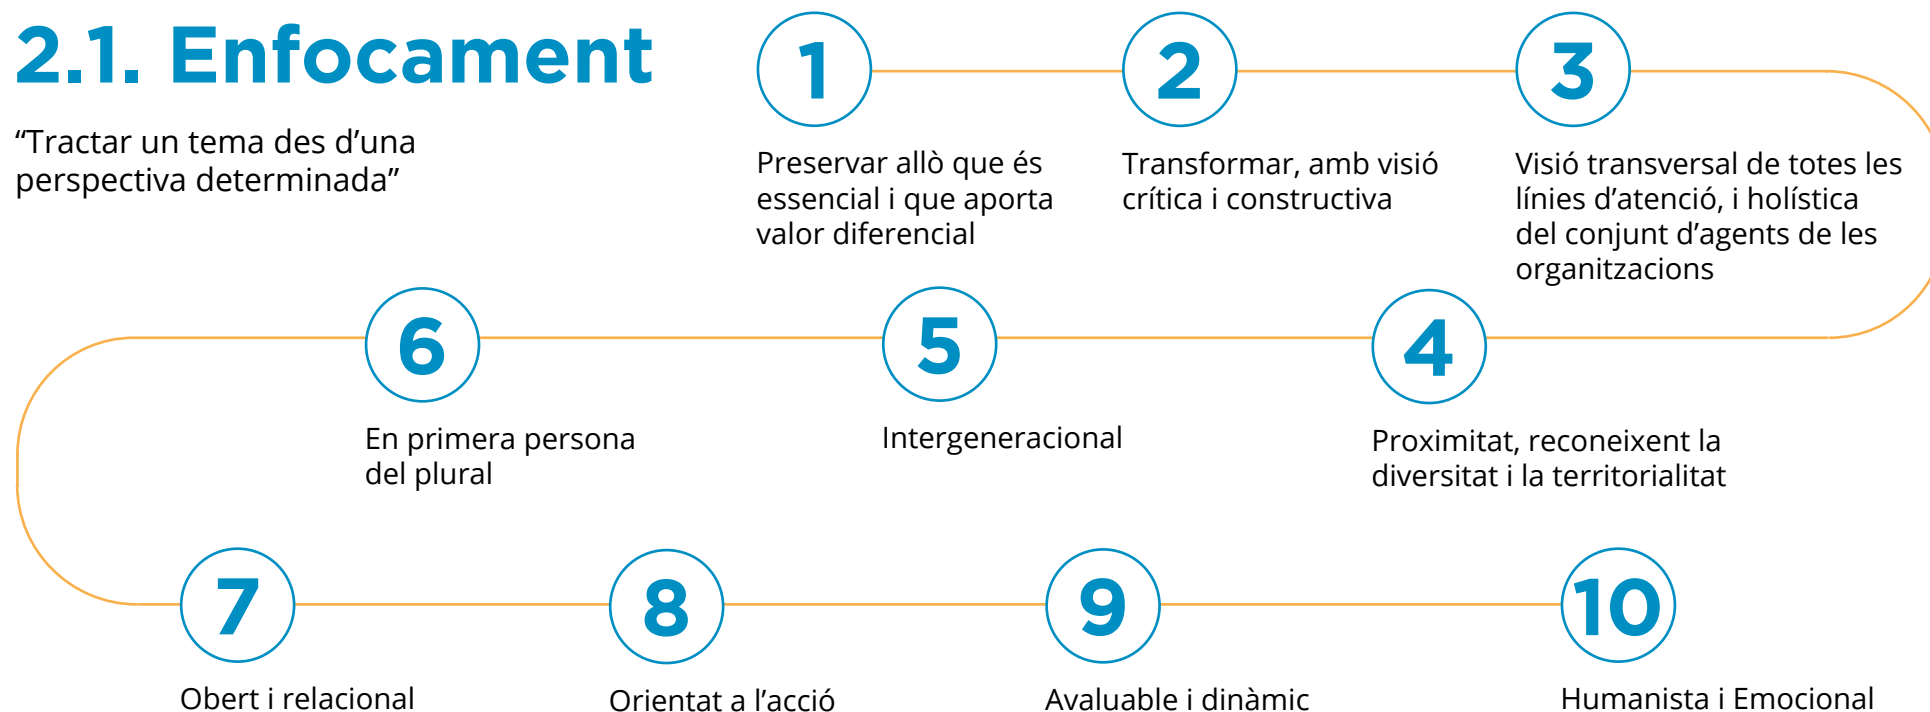 2.1. Enfocament
“Tractar un tema des d’una
perspectiva determinada”
1
Preservar allò que és
essencial i que aporta
valor diferencial
2
Transformar, amb visió
crítica i constructiva
3
Visió transversal de totes les
línies d’atenció, i holística
del conjunt d’agents de les
organitzacions
4
Proximitat, reconeixent la
diversitat i la territorialitat
5
Intergeneracional
6
En primera persona
del plural
7
Obert i relacional
8
Orientat a l’acció
9
Avaluable i dinàmic
10
Humanista i Emocional